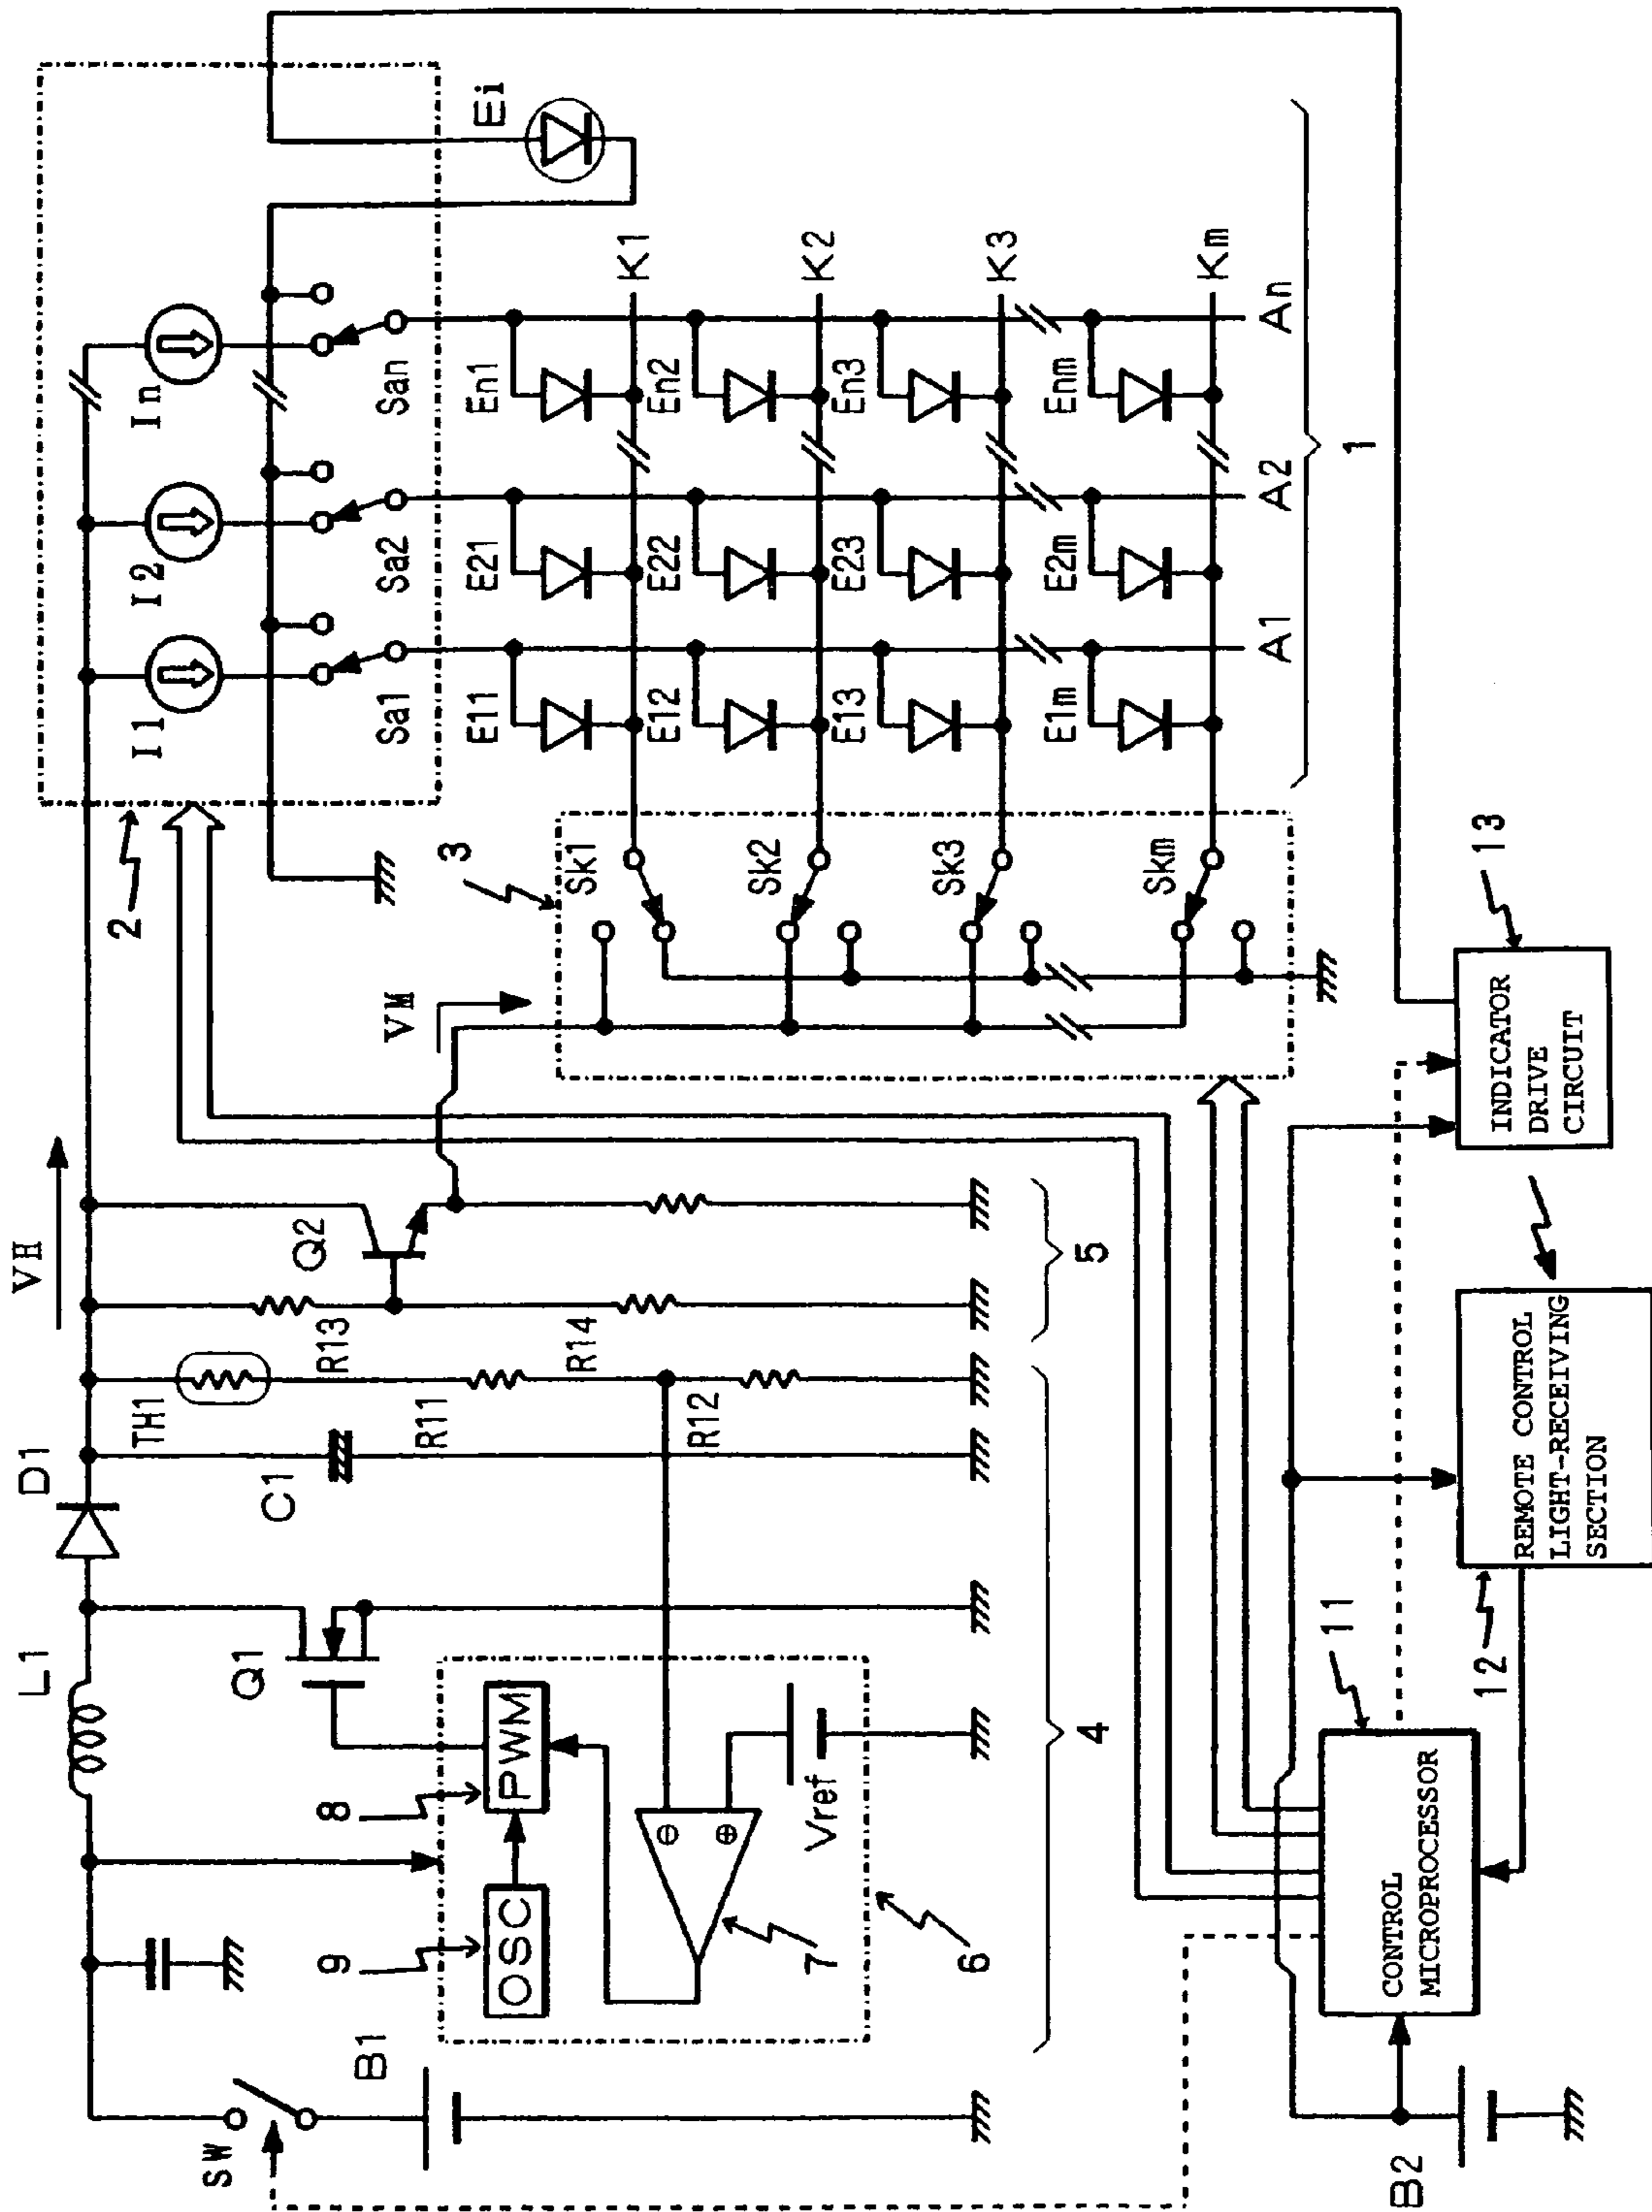 VH
VM
L1
D1
SW
B1
Q1
C1
TH1
R11
R12
R13
R14
Q2
OSC
PWM
Vref
⊖
⊕
4
5
6
7
8
9
2
I1
I2
In
Sa1
Sa2
San
Ei
E11
E21
En1
K1
E12
E22
En2
K2
E13
E23
En3
K3
E1m
E2m
Enm
Km
A1
A2
An
1
3
Sk1
Sk2
Sk3
Skm
B2
CONTROL
MICROPROCESSOR
11
REMOTE CONTROL
LIGHT-RECEIVING
SECTION
12
INDICATOR
DRIVE
CIRCUIT
13